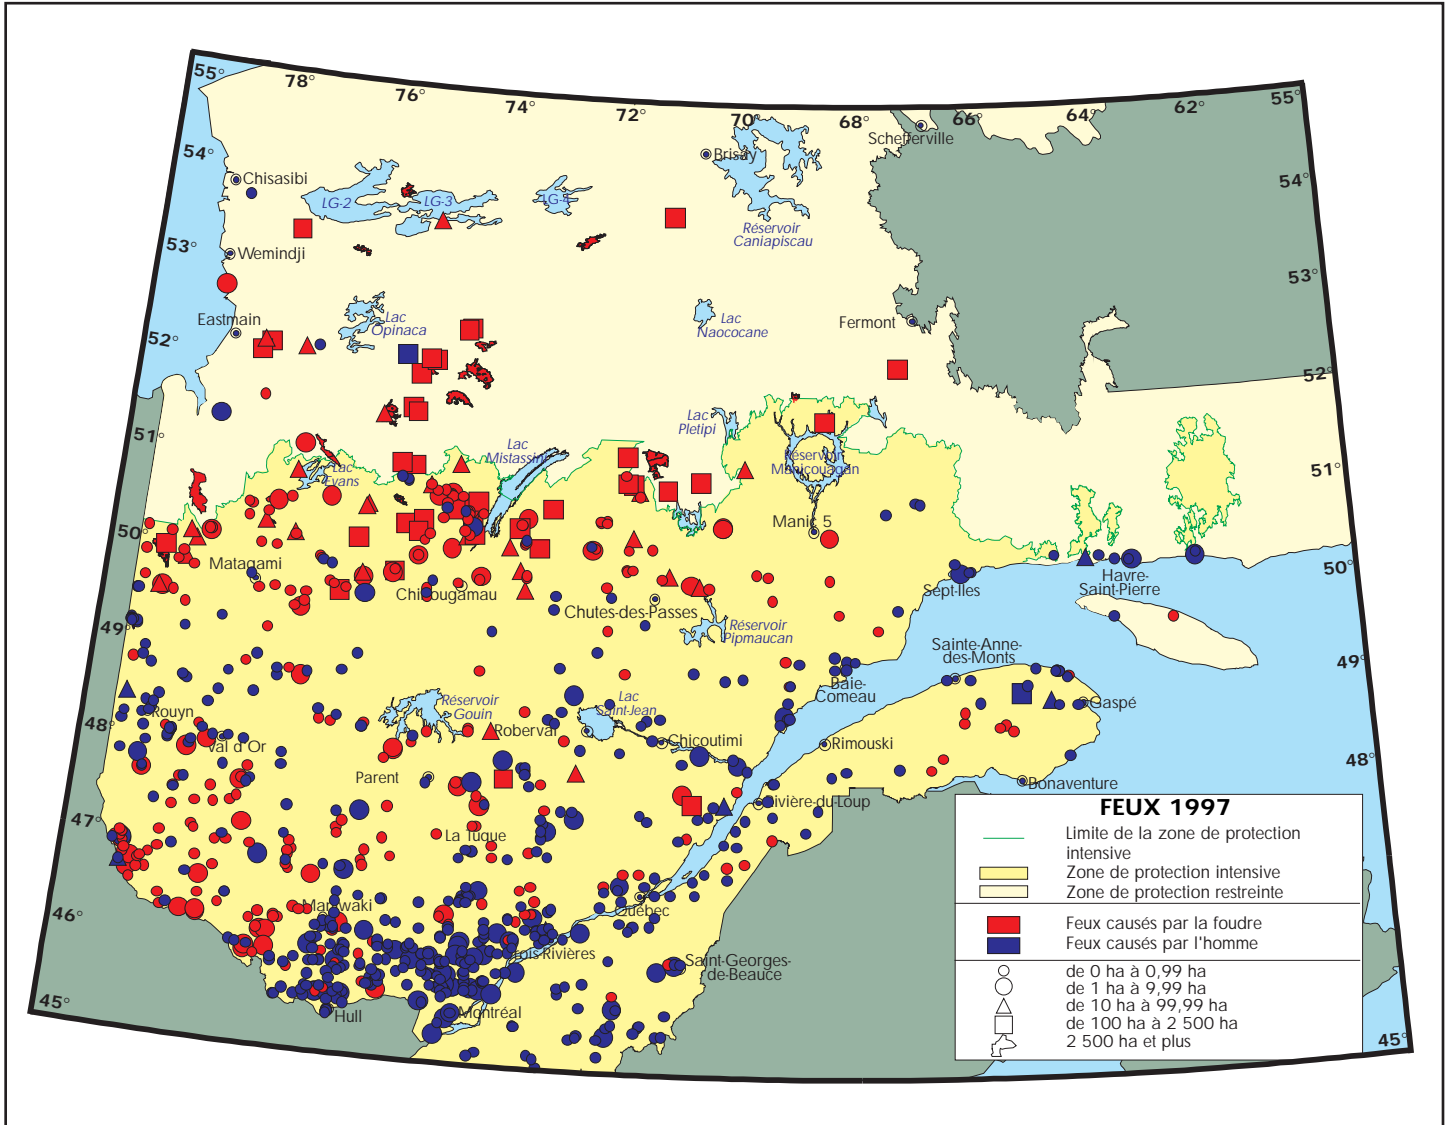 55°
78°
76°
74°
72°
70°
68°
66°
64°
62°
55°
Schefferville
54°
Brisay
Chisasibi
54°
LG-2
LG-3
LG-4
Réservoir
Caniapiscau
53°
Wemindji
53°
Eastmain
Lac
Opinaca
Lac
Naococane
Fermont
52°
52°
51°
Lac
Pletipi
Lac
Mistassini
Lac
Evans
Réservoir
Manicouagan
51°
50°
Manic 5
Matagami
Chibougamau
Chutes-des-Passes
Sept-Iles
Havre-
Saint-Pierre
50°
49°
Réservoir
Pipmaucan
Sainte-Anne-
des-Monts
49°
Baie-
Comeau
Gaspé
48°
Rouyn
Réservoir
Gouin
Lac
Saint-Jean
Roberval
Chicoutimi
Rimouski
Val d'Or
48°
Parent
Bonaventure
Rivière-du-Loup
47°
La Tuque
46°
Maniwaki
Québec
Trois-Rivières
Saint-Georges-
de-Beauce
45°
Hull
Montréal
45°
FEUX 1997
Limite de la zone de protection
intensive
Zone de protection intensive
Zone de protection restreinte
Feux causés par la foudre
Feux causés par l'homme
de 0 ha à 0,99 ha
de 1 ha à 9,99 ha
de 10 ha à 99,99 ha
de 100 ha à 2 500 ha
2 500 ha et plus